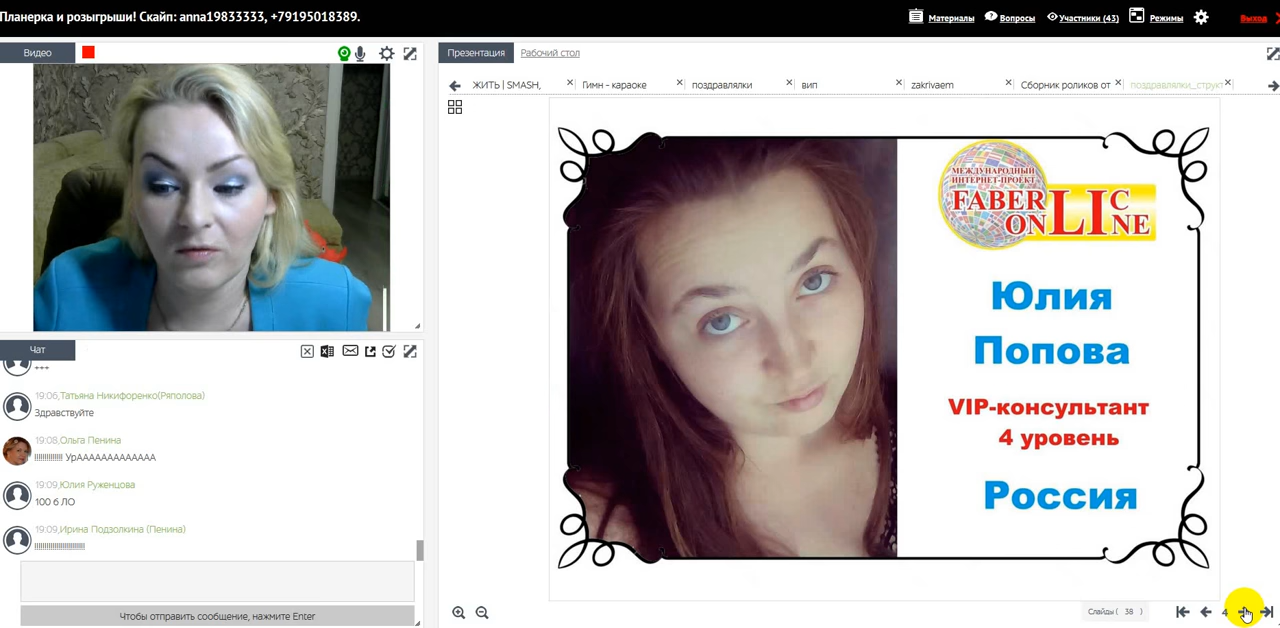 Планерка и розыгрыши! Скайп: anna19833333, +79195018389.
Материалы
Вопросы
Участники (43)
Режимы
Выход
Видео
Презентация
Рабочий стол
ЖИТЬ | SMASH,
Гимн - караоке
поздравлялки
вип
zakrivaem
Сборник роликов от
поздравлялки_структ
МЕЖДУНАРОДНЫЙ
ИНТЕРНЕТ-ПРОЕКТ
FABERLIC
ONLINE
Юлия
Попова
VIP-консультант
4 уровень
Россия
Чат
+++
19:06,Татьяна Никифоренко(Ряполова)
Здравствуйте
19:08,Ольга Пенина
!!!!!!!!!!!!! УрАААААААААААААА
19:09,Юлия Руженцова
100 б ЛО
19:09,Ирина Подзолкина (Пенина)
!!!!!!!!!!!!!!!!!!!!!!!!
Чтобы отправить сообщение, нажмите Enter
Слайды ( 38 )
4